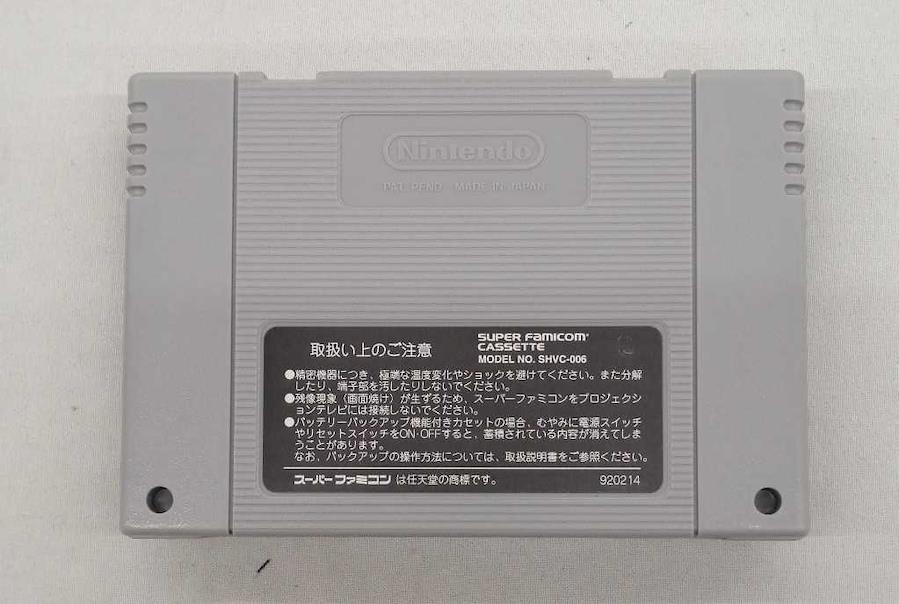 Nintendo
PAT. PEND. MADE IN JAPAN
取扱い上のご注意
SUPER FAMICOM
CASSETTE
MODEL NO. SHVC-006
●精密機器につき、極端な温度変化やショックを避けてください。また分解
したり、端子部を汚したりしないでください。
●残像現象（画面焼け）が生ずるため、スーパーファミコンをプロジェクシ
ョンテレビには接続しないでください。
●バッテリーバックアップ機能付きカセットの場合、むやみに電源スイッチ
やリセットスイッチをON・OFFすると、蓄積されている内容が消えてしま
うことがあります。
なお、バックアップの操作方法については、取扱説明書をご参照ください。
スーパーファミコンは任天堂の商標です。
920214